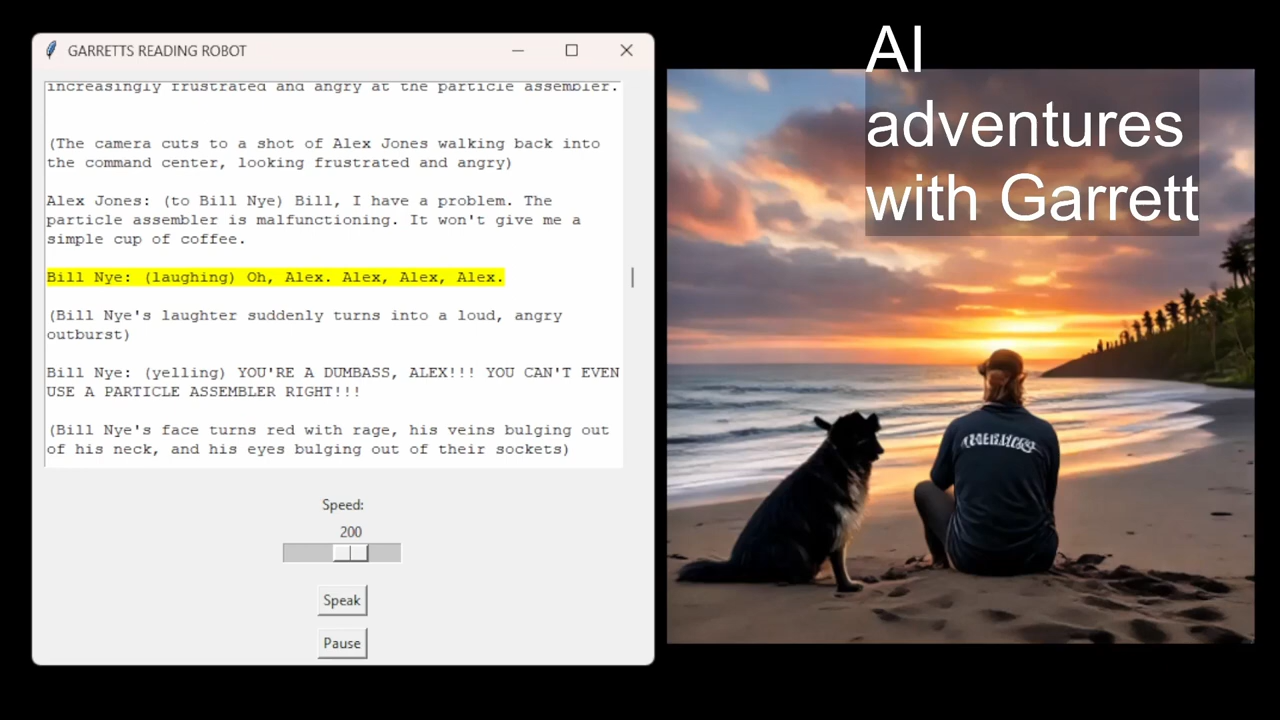 GARRETTS READING ROBOT
increasingly frustrated and angry at the particle assembler.
(The camera cuts to a shot of Alex Jones walking back into
the command center, looking frustrated and angry)
Alex Jones: (to Bill Nye) Bill, I have a problem. The
particle assembler is malfunctioning. It won't give me a
simple cup of coffee.
Bill Nye: (laughing) Oh, Alex. Alex, Alex, Alex.
(Bill Nye's laughter suddenly turns into a loud, angry
outburst)
Bill Nye: (yelling) YOU'RE A DUMBASS, ALEX!!! YOU CAN'T EVEN
USE A PARTICLE ASSEMBLER RIGHT!!!
(Bill Nye's face turns red with rage, his veins bulging out
of his neck, and his eyes bulging out of their sockets)
Speed:
200
Speak
Pause
AI
adventures
with Garrett